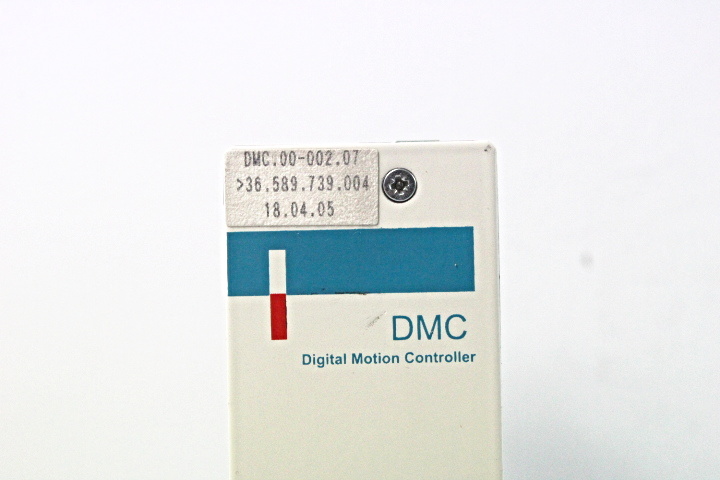 DMC.00-002.07
>36.589.739.004
18.04.05
DMC
Digital Motion Controller